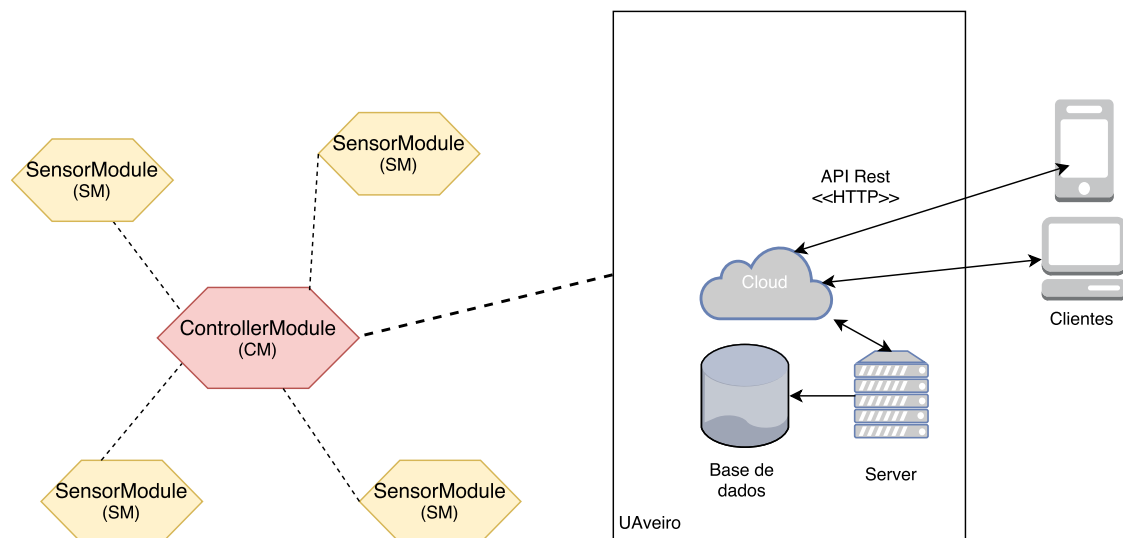 SensorModule
(SM)
SensorModule
(SM)
ControllerModule
(CM)
SensorModule
(SM)
SensorModule
(SM)
API Rest
<<HTTP>>
Cloud
Clientes
Base de
dados
Server
UAveiro